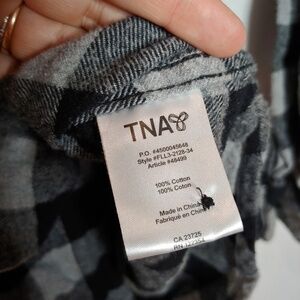 TNA
P.O. #4500045648
Style #FLL3-2128-34
Article #48499
100% Cotton
100% Coton
Made in China
Fabriqué en Chine
CA 23725
RN